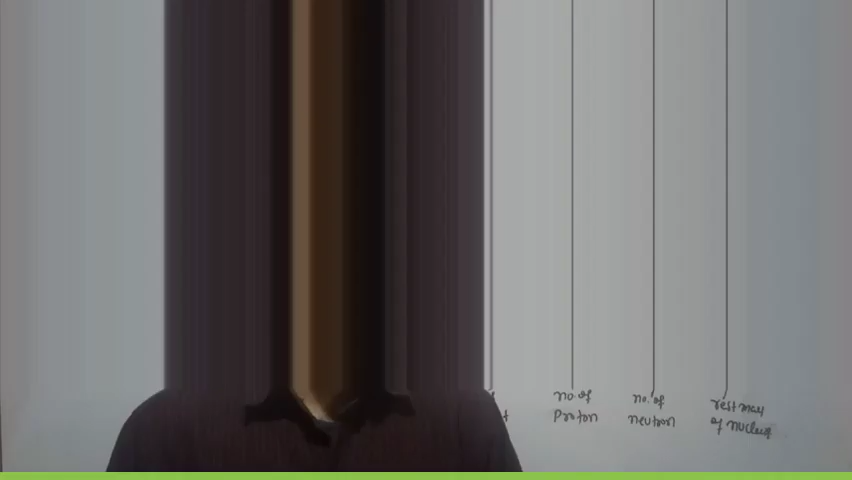 no. of
Proton
no. of
neutron
rest mass
of nucleus